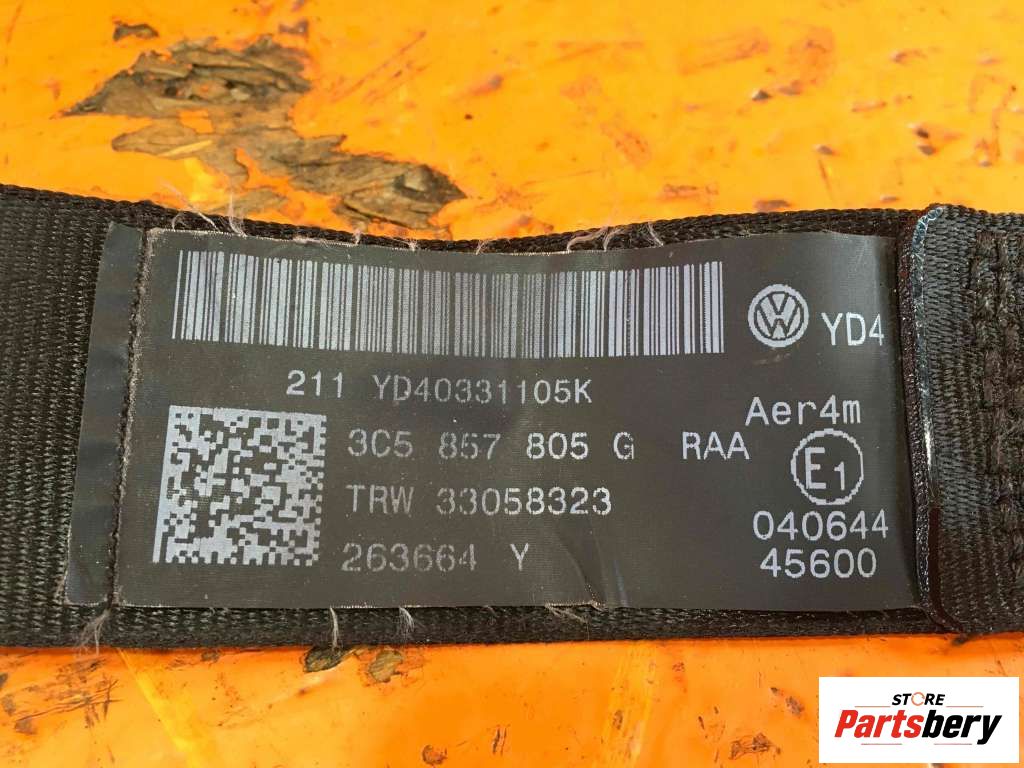 YD4
211 YD40331105K
Aer4m
3C5 857 805 G RAA
E1
TRW 33058323
040644
263664 Y
45600
STORE
Partsbery